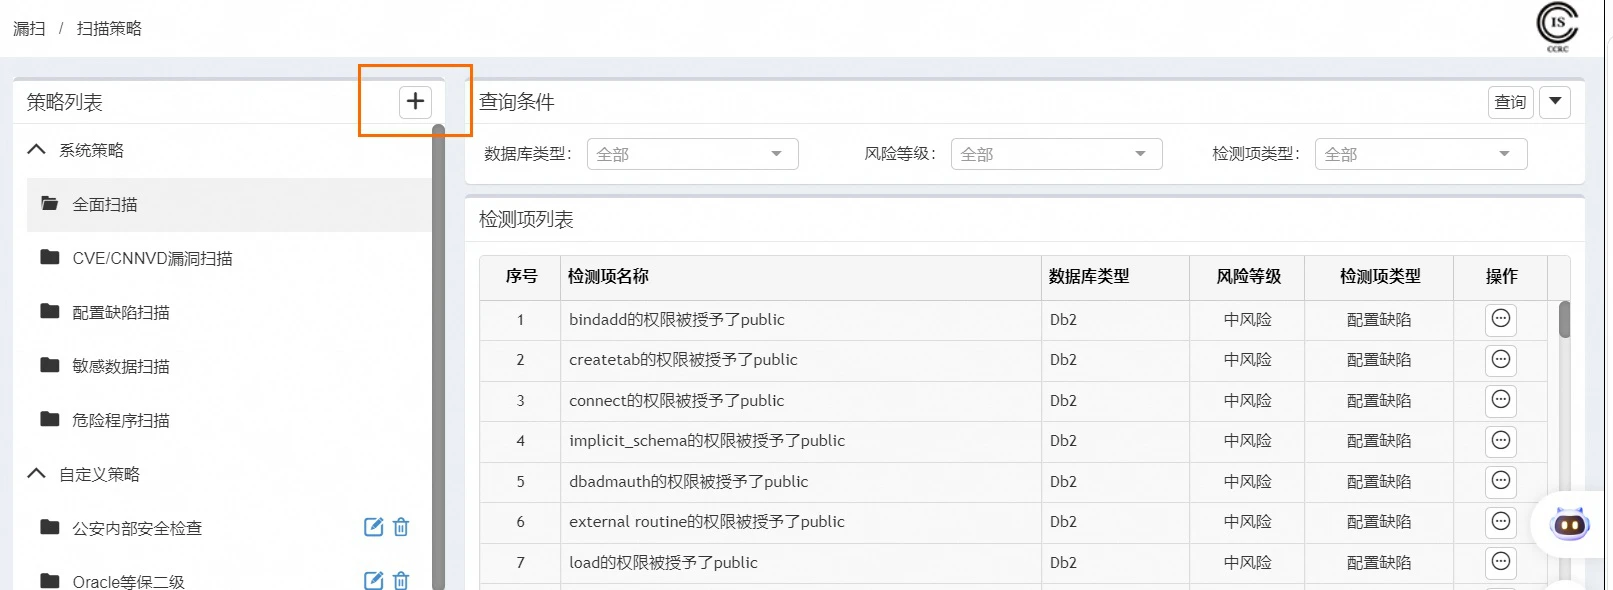 漏扫 / 扫描策略
IS
CCRC
策略列表
系统策略
全面扫描
CVE/CNNVD漏洞扫描
配置缺陷扫描
敏感数据扫描
危险程序扫描
自定义策略
公安内部安全检查
Oracle等保二级
查询条件 查询
数据库类型： 全部 风险等级： 全部 检测项类型： 全部
检测项列表
序号 检测项名称 数据库类型 风险等级 检测项类型 操作
1 bindadd的权限被授予了public Db2 中风险 配置缺陷
2 createtab的权限被授予了public Db2 中风险 配置缺陷
3 connect的权限被授予了public Db2 中风险 配置缺陷
4 implicit_schema的权限被授予了public Db2 中风险 配置缺陷
5 dbadmauth的权限被授予了public Db2 中风险 配置缺陷
6 external routine的权限被授予了public Db2 中风险 配置缺陷
7 load的权限被授予了public Db2 中风险 配置缺陷